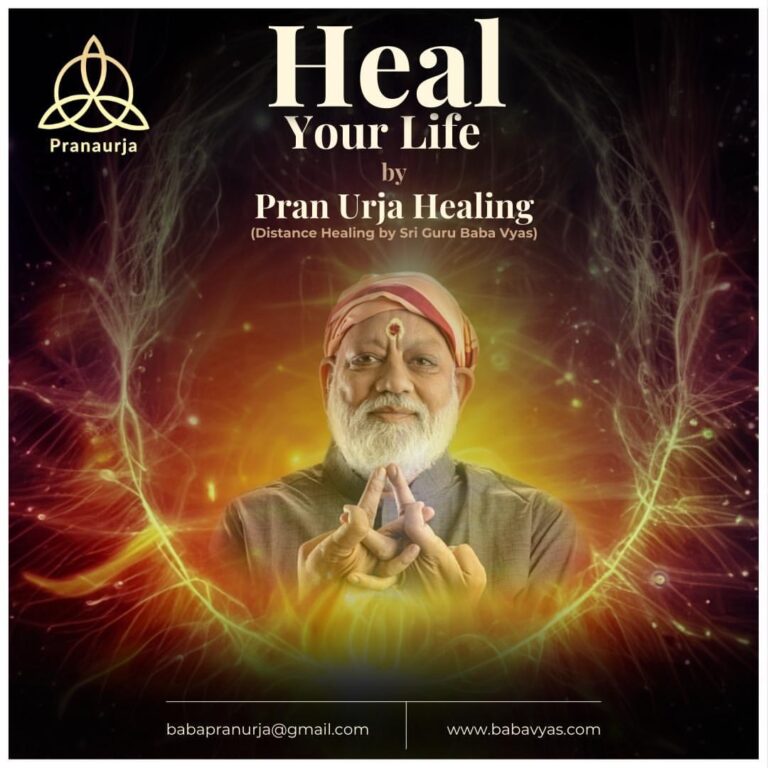 Heal
Your Life
by
Pran Urja Healing
(Distance Healing by Sri Guru Baba Vyas)
Pranaurja
babapranurja@gmail.com
www.babavyas.com